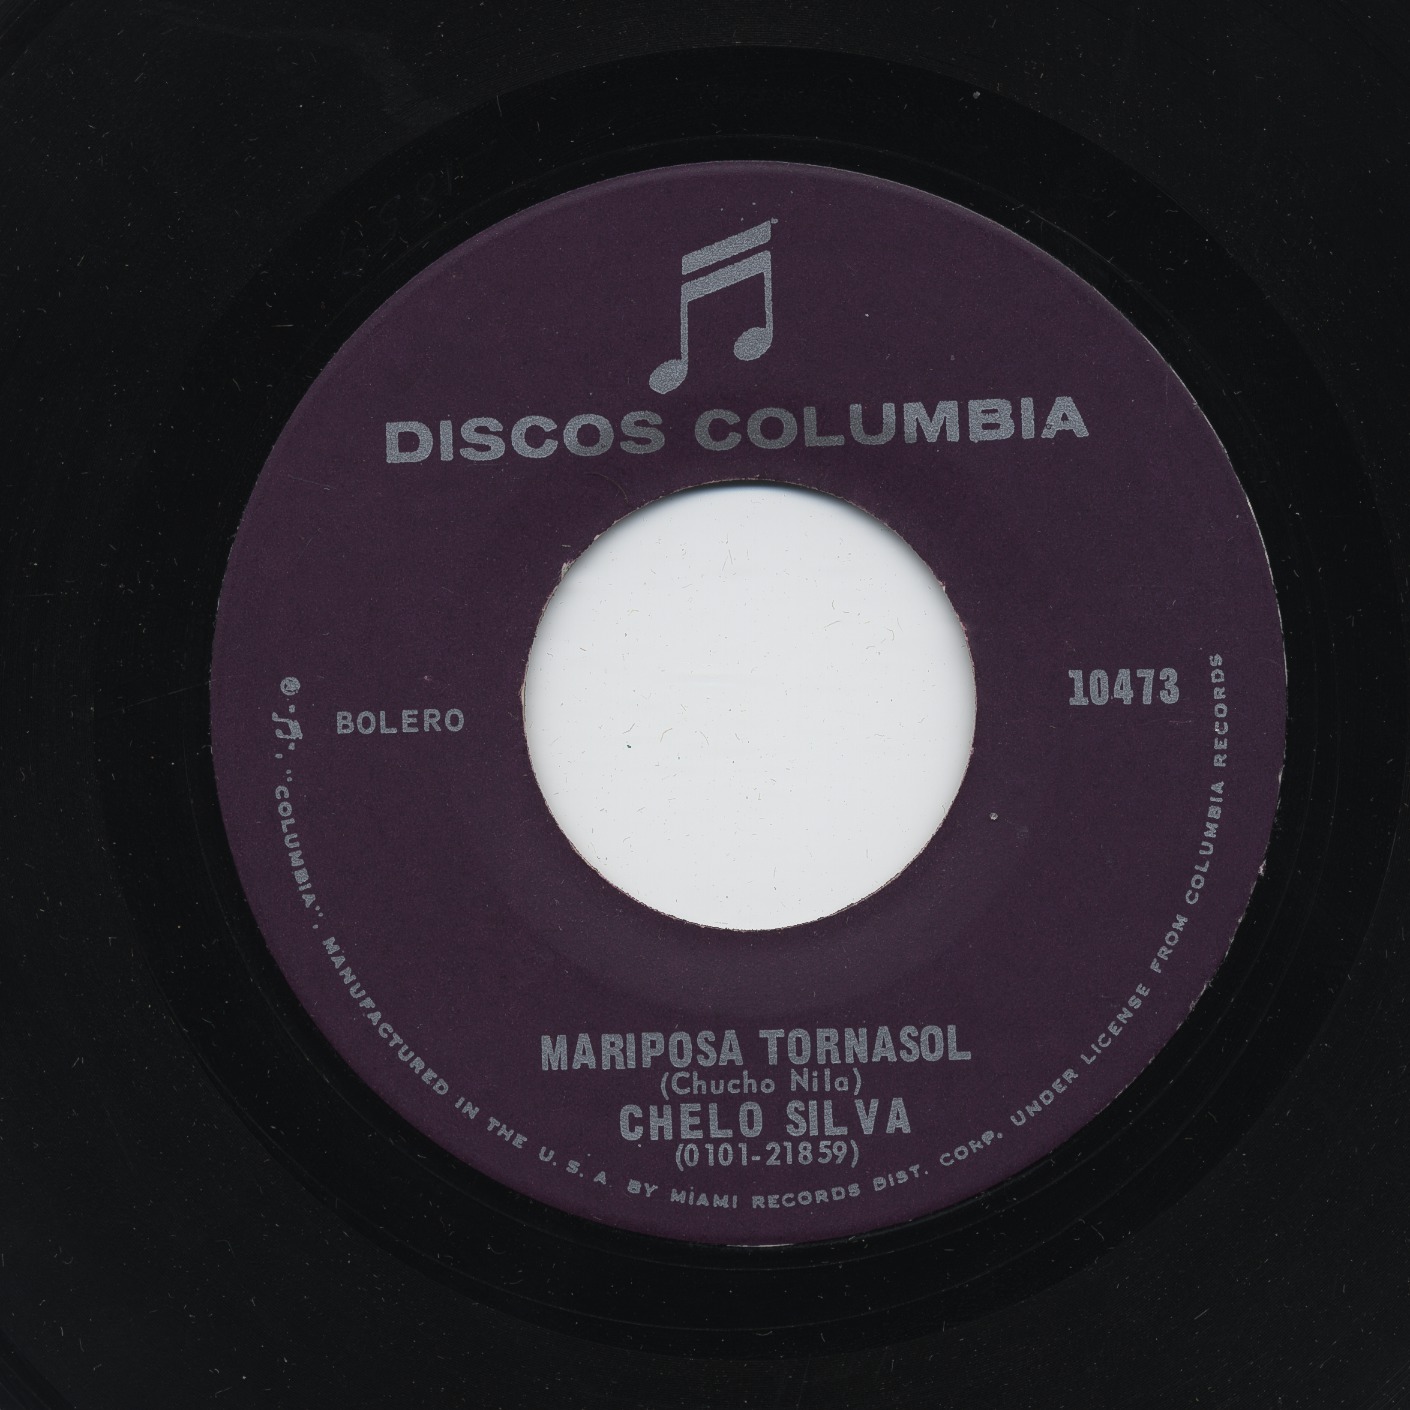 DISCOS COLUMBIA
BOLERO
10473
MARIPOSA TORNASOL
(Chucho Nila)
CHELO SILVA
(0101-21859)
"COLUMBIA", MANUFACTURED IN THE U.S.A BY MIAMI RECORDS DIST. CORP. UNDER LICENSE FROM COLUMBIA RECORDS